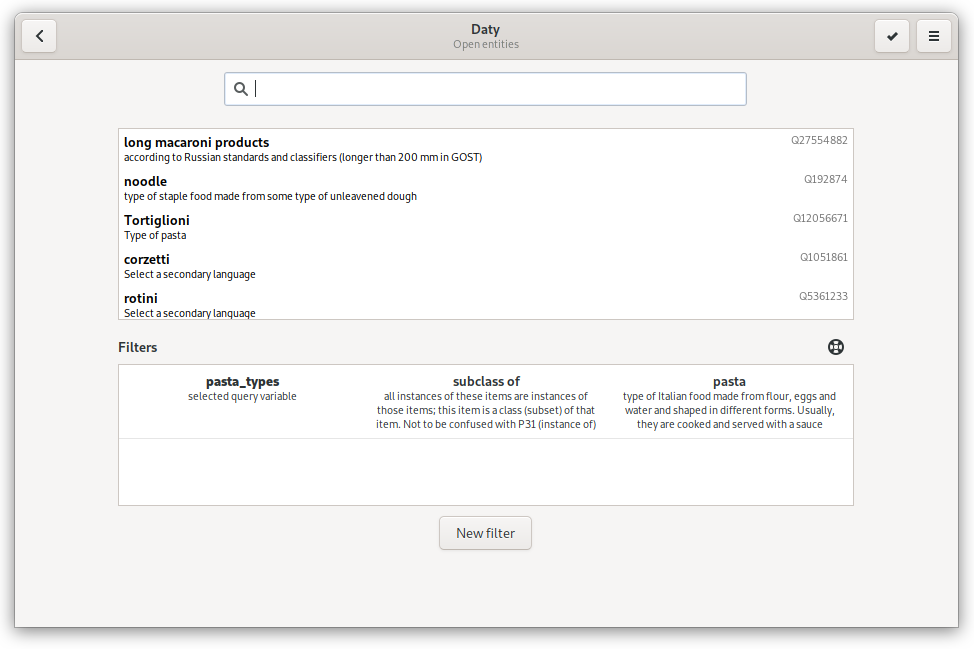 Daty
Open entities
long macaroni products
Q27554882
according to Russian standards and classifiers (longer than 200 mm in GOST)
noodle
Q192874
type of staple food made from some type of unleavened dough
Tortiglioni
Q12056671
Type of pasta
corzetti
Q1051861
Select a secondary language
rotini
Q5361233
Select a secondary language
Filters
pasta_types
selected query variable
subclass of
all instances of these items are instances of
those items; this item is a class (subset) of that
item. Not to be confused with P31 (instance of)
pasta
type of Italian food made from flour, eggs and
water and shaped in different forms. Usually,
they are cooked and served with a sauce
New filter